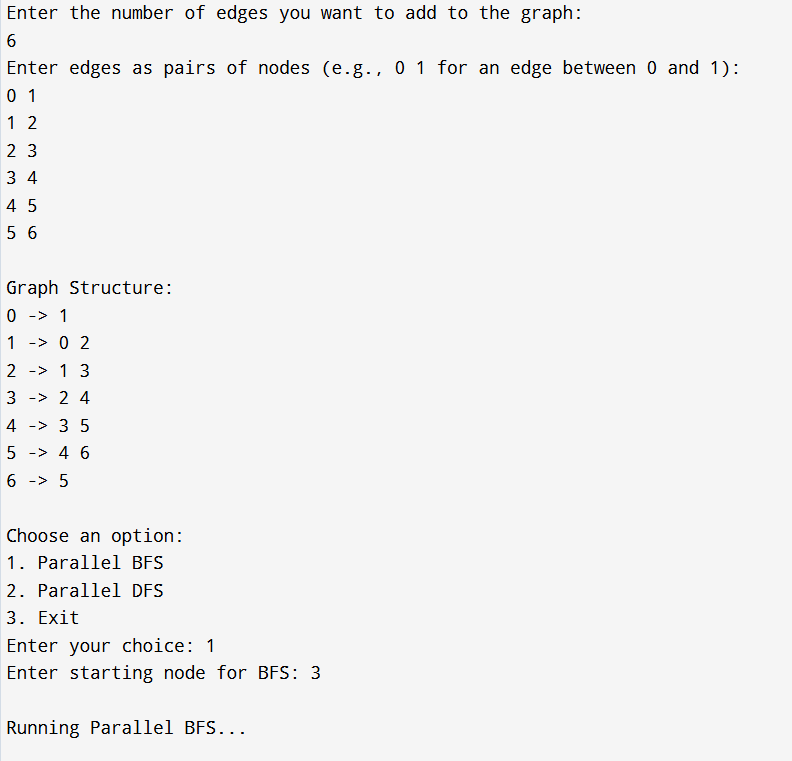 Enter the number of edges you want to add to the graph:
6
Enter edges as pairs of nodes (e.g., 0 1 for an edge between 0 and 1):
0 1
1 2
2 3
3 4
4 5
5 6
Graph Structure:
0 -> 1
1 -> 0 2
2 -> 1 3
3 -> 2 4
4 -> 3 5
5 -> 4 6
6 -> 5
Choose an option:
1. Parallel BFS
2. Parallel DFS
3. Exit
Enter your choice: 1
Enter starting node for BFS: 3
Running Parallel BFS...